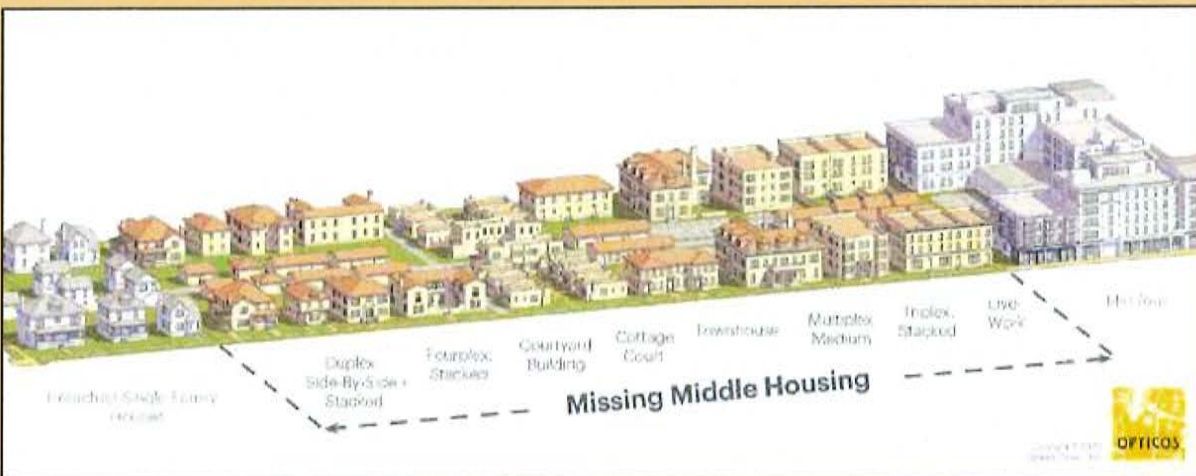 Detached Single-Family
Houses
Duplex
Side-By-Side +
Stacked
Fourplex:
Stacked
Courtyard
Building
Cottage
Court
Townhouse
Multiplex
Medium
Triplex:
Stacked
Live-
Work
Mid-Rise
Missing Middle Housing
OPTICOS